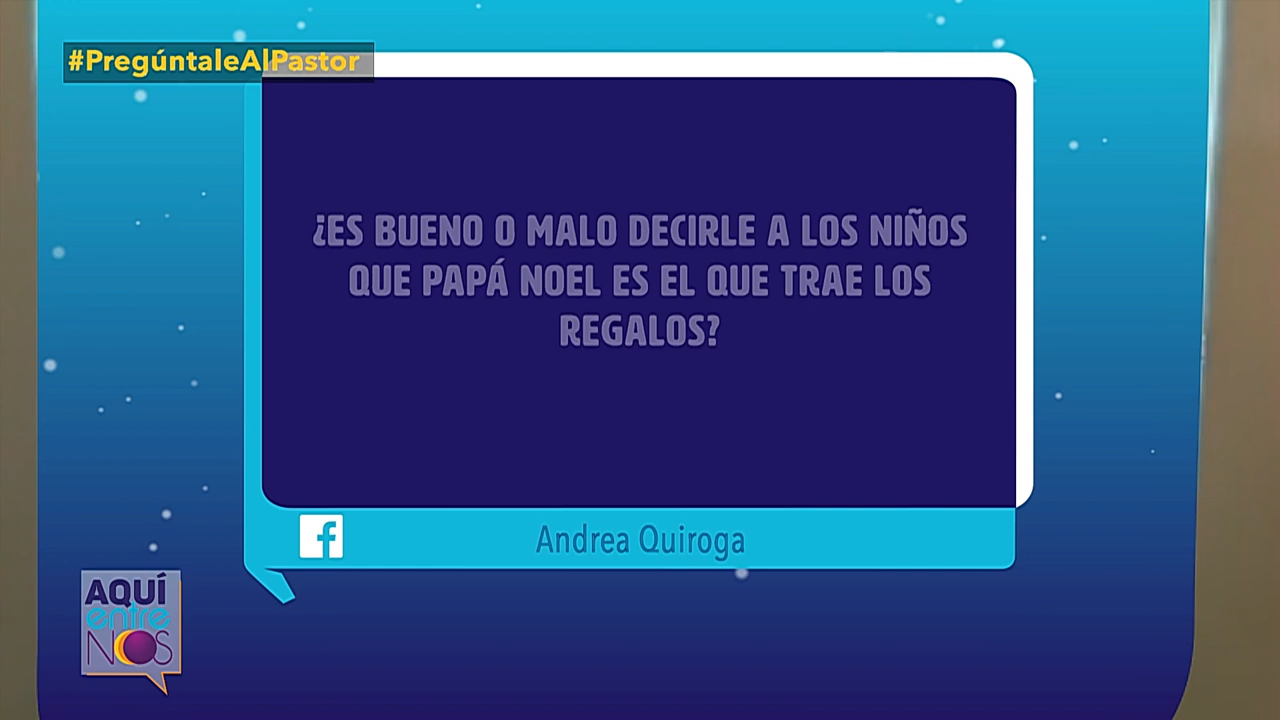 #PregúntaleAlPastor
¿ES BUENO O MALO DECIRLE A LOS NIÑOS
QUE PAPÁ NOEL ES EL QUE TRAE LOS
REGALOS?
f
Andrea Quiroga
AQUÍ
entre
NOS